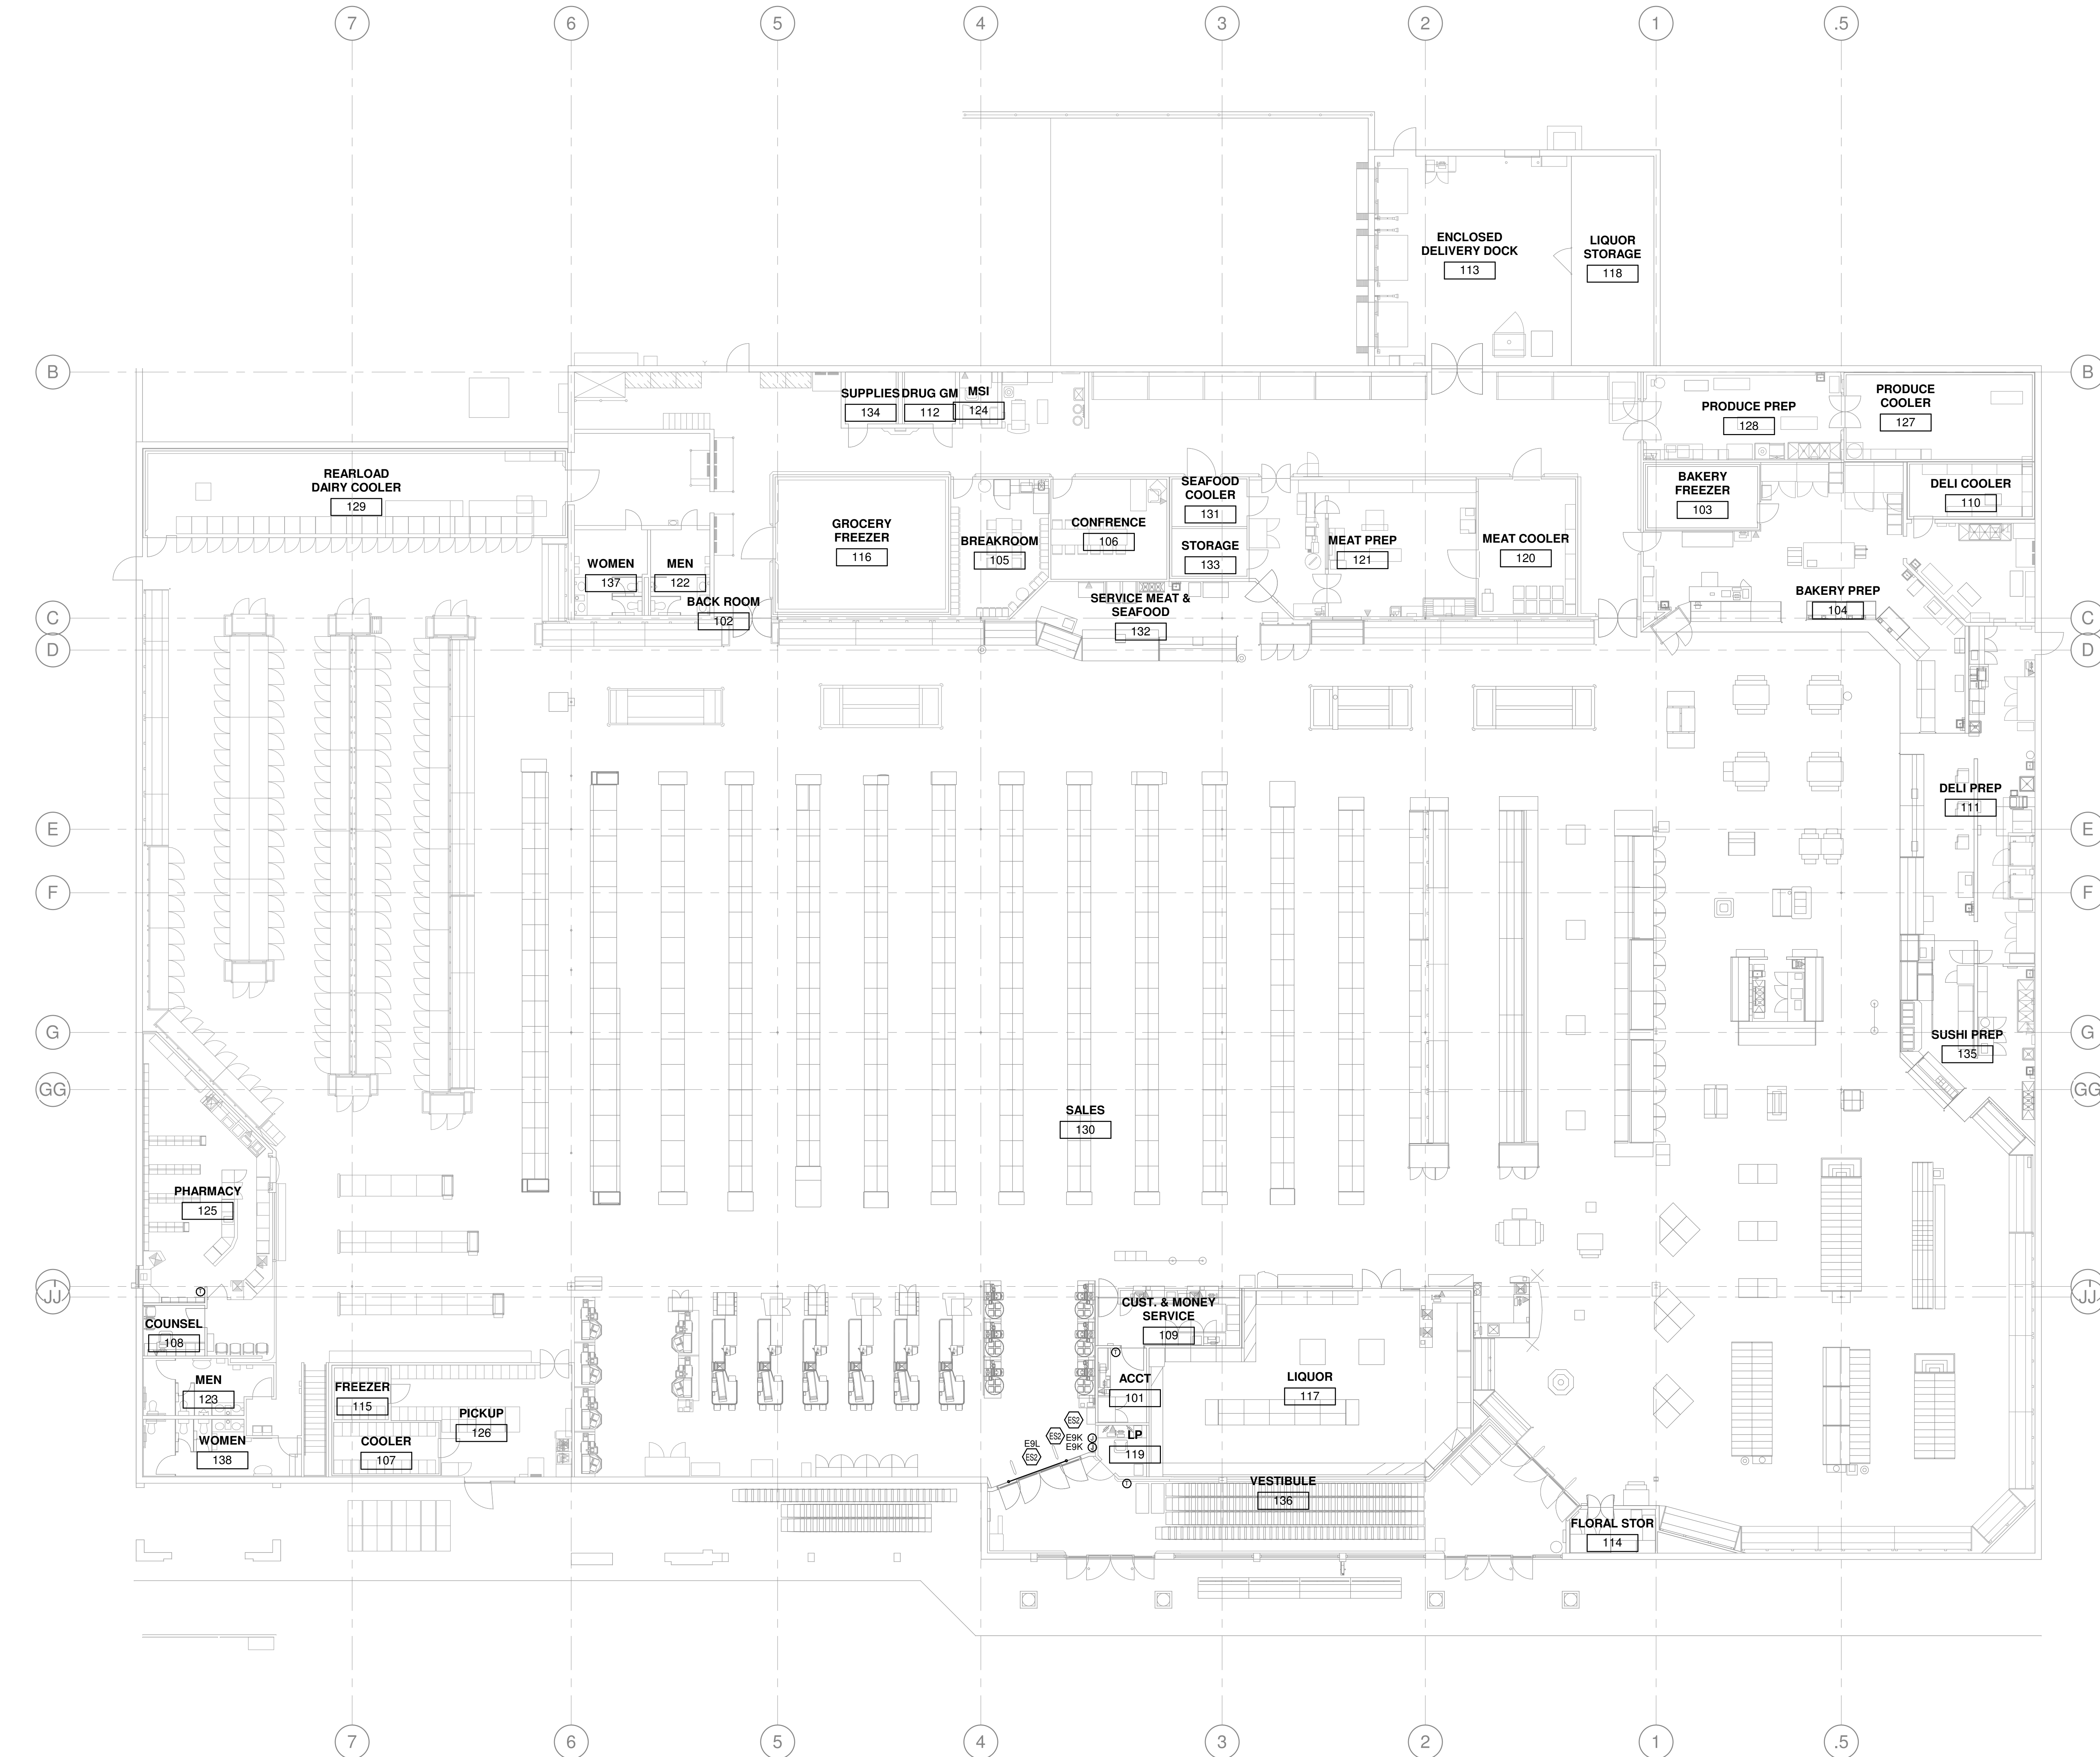 7 6 5 4 3 2 1 .5
ENCLOSED
DELIVERY DOCK
113
LIQUOR
STORAGE
118
B B
SUPPLIES
134
DRUG GM
112
MSI
124
PRODUCE PREP
128
PRODUCE
COOLER
127
REARLOAD
DAIRY COOLER
129
GROCERY
FREEZER
116
BREAKROOM
105
CONFRENCE
106
SEAFOOD
COOLER
131
STORAGE
133
MEAT PREP
121
MEAT COOLER
120
BAKERY
FREEZER
103
DELI COOLER
110
WOMEN
137
MEN
122
BACK ROOM
102
SERVICE MEAT &
SEAFOOD
132
BAKERY PREP
104
C C
D D
DELI PREP
111
E E
F F
G G
SUSHI PREP
135
GG GG
SALES
130
PHARMACY
125
T
JJ JJ
COUNSEL
108
CUST. & MONEY
SERVICE
109
T
MEN
123
FREEZER
115
PICKUP
126
ACCT
101
LIQUOR
117
WOMEN
138
COOLER
107
ES2
ES2
E9K J
E9K J
E9L
ES2
LP
119
T
VESTIBULE
136
FLORAL STOR
114
7 6 5 4 3 2 1 .5